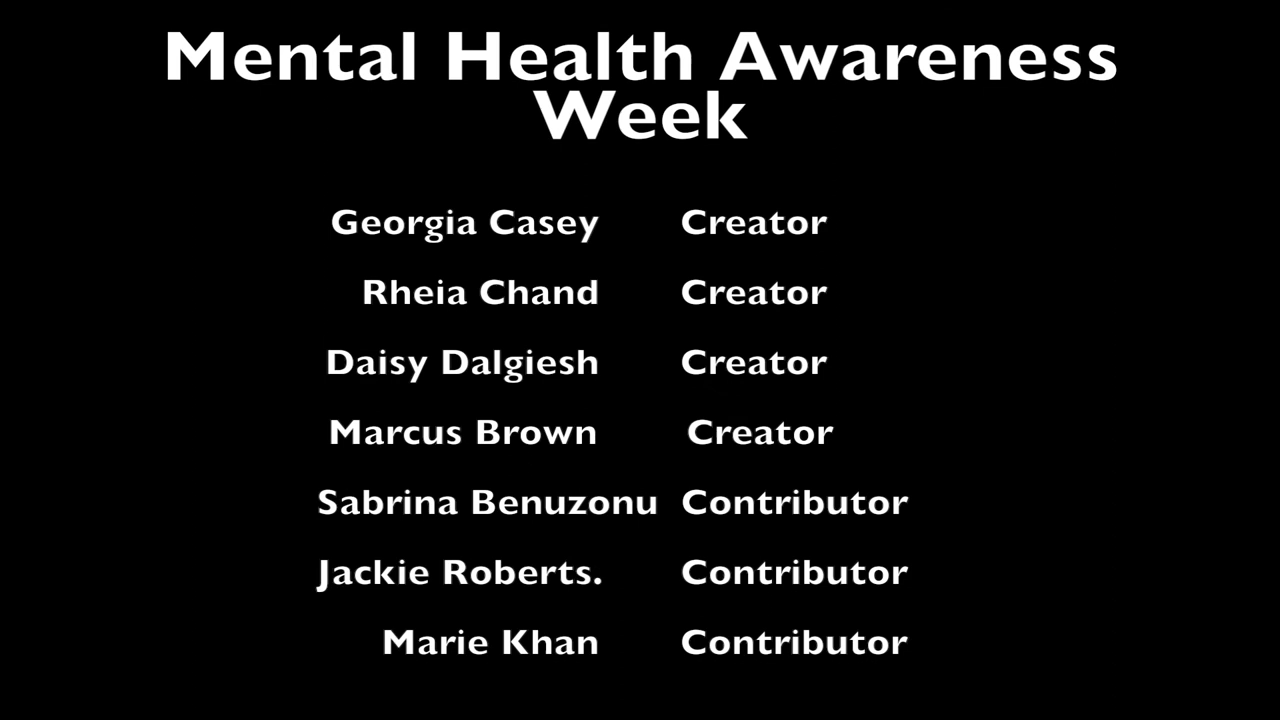 Mental Health Awareness
Week
Georgia Casey Creator
Rheia Chand Creator
Daisy Dalgiesh Creator
Marcus Brown Creator
Sabrina Benuzonu Contributor
Jackie Roberts. Contributor
Marie Khan Contributor